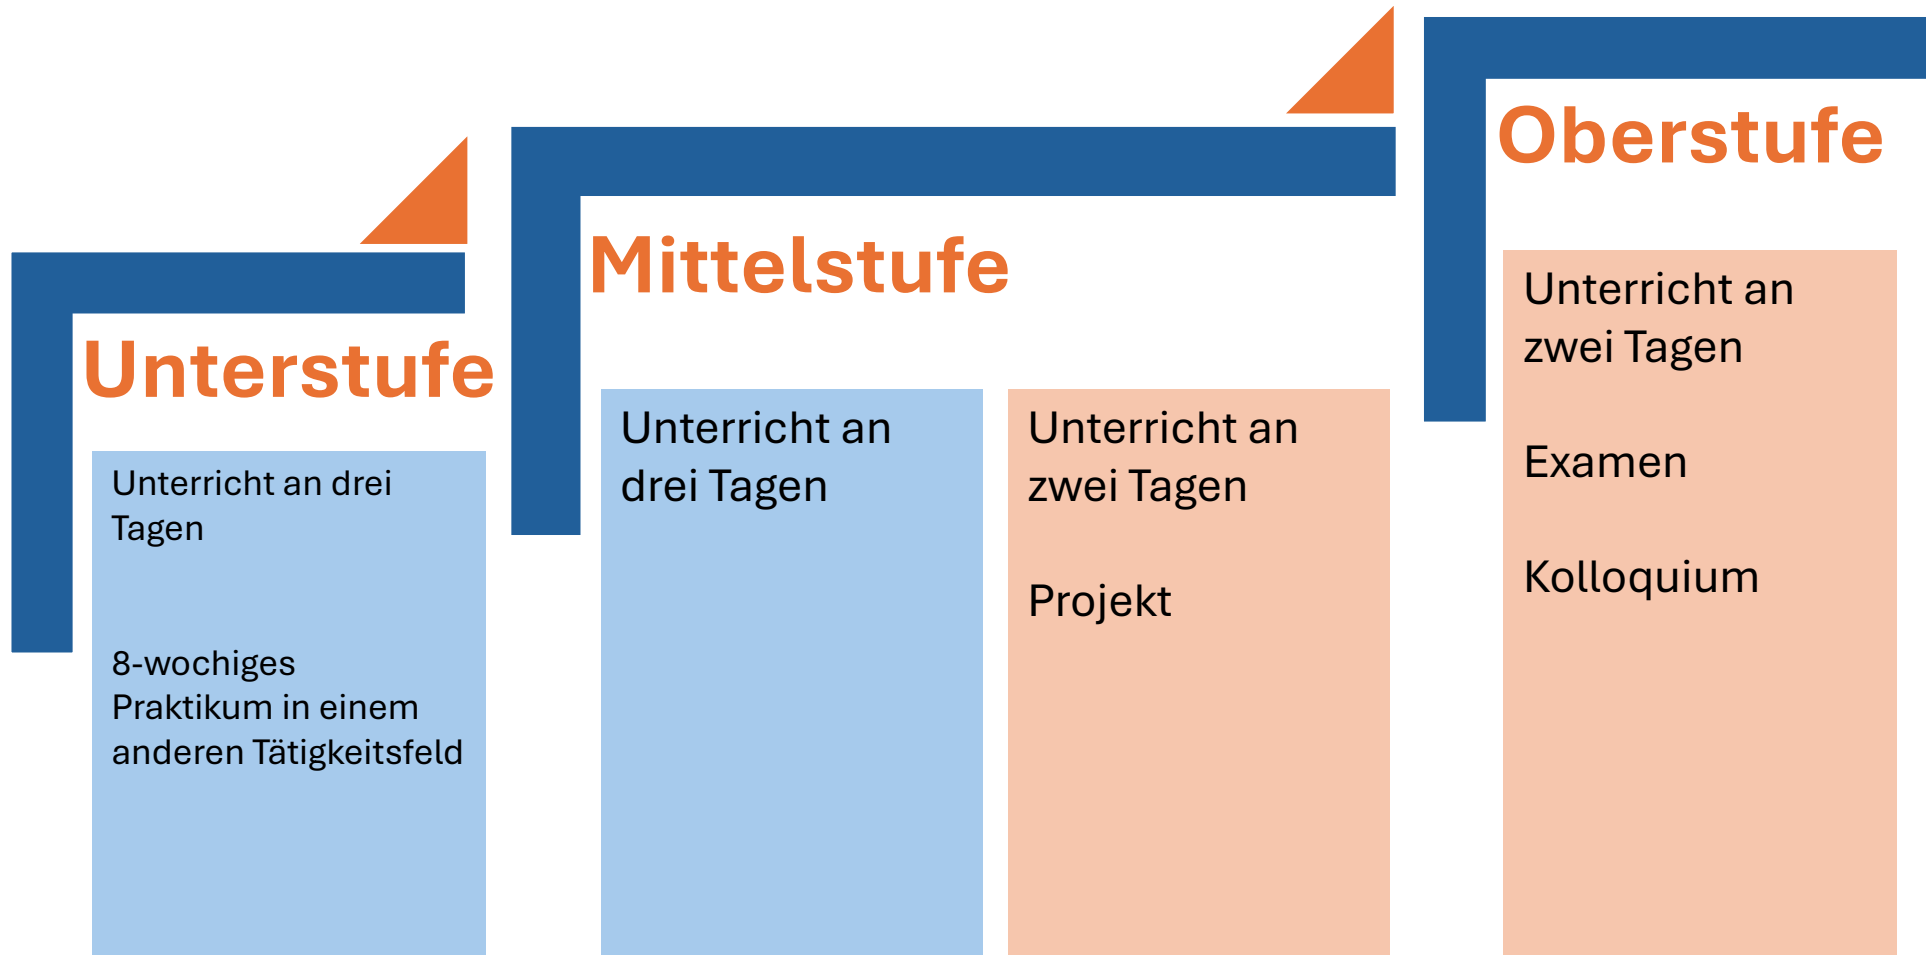 Unterstufe
Unterricht an drei
Tagen
8-wochiges
Praktikum in einem
anderen Tätigkeitsfeld
Mittelstufe
Unterricht an
drei Tagen
Unterricht an
zwei Tagen
Projekt
Oberstufe
Unterricht an
zwei Tagen
Examen
Kolloquium